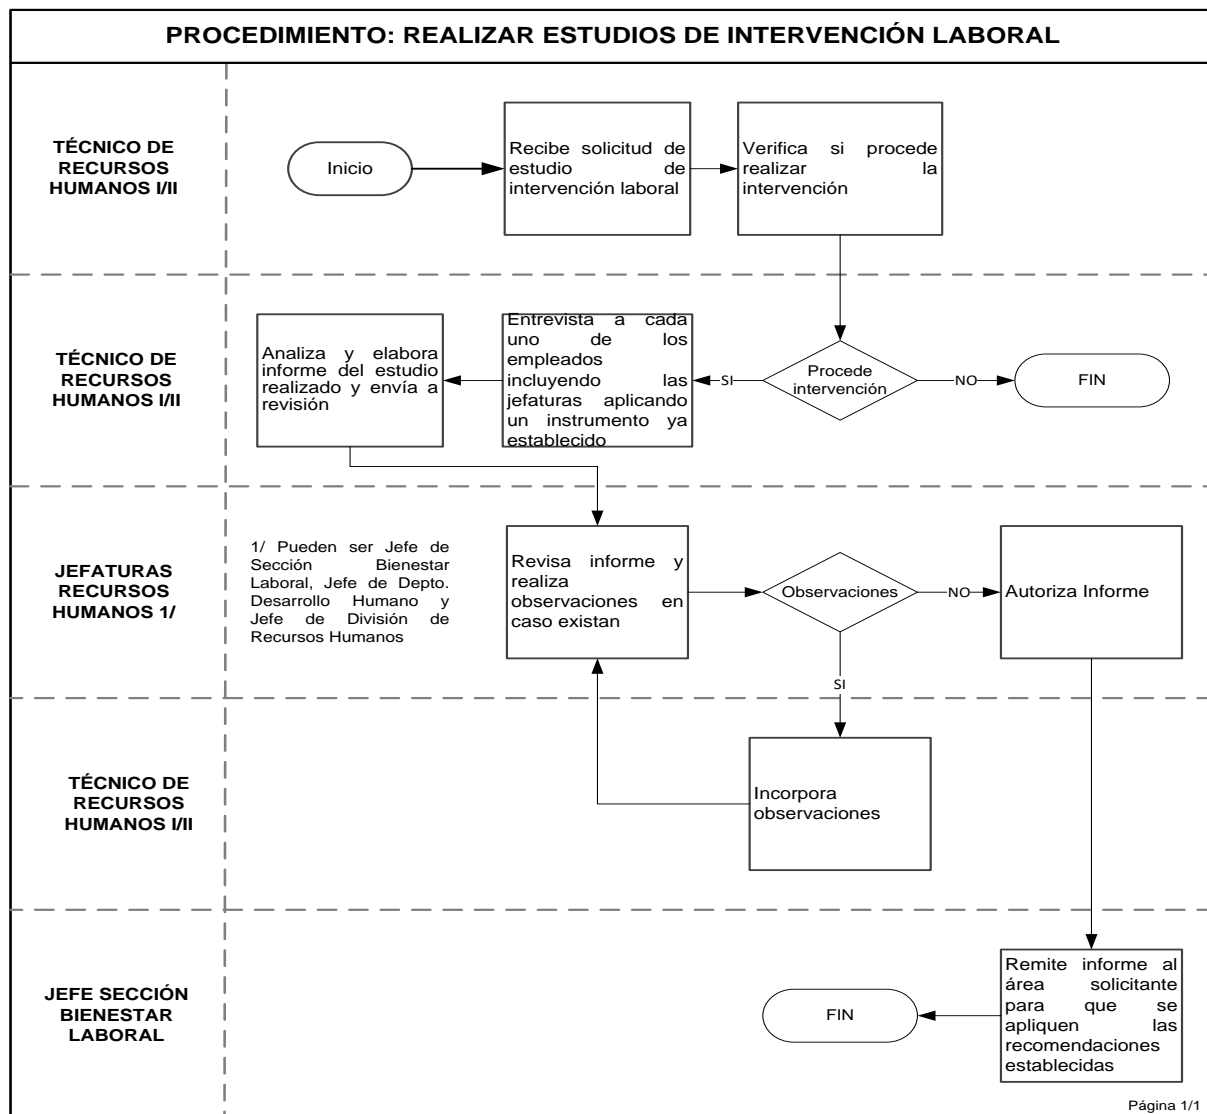 PROCEDIMIENTO: REALIZAR ESTUDIOS DE INTERVENCIÓN LABORAL
TÉCNICO DE
RECURSOS
HUMANOS I/II
Inicio
Recibe solicitud de
estudio de
intervención laboral
Verifica si procede
realizar la
intervención
TÉCNICO DE
RECURSOS
HUMANOS I/II
Analiza y elabora
informe del estudio
realizado y envía a
revisión
Entrevista a cada
uno de los
empleados
incluyendo las
jefaturas aplicando
un instrumento ya
establecido
SI
Procede
intervención
NO
FIN
JEFATURAS
RECURSOS
HUMANOS 1/
1/ Pueden ser Jefe de
Sección Bienestar
Laboral, Jefe de Depto.
Desarrollo Humano y
Jefe de División de
Recursos Humanos
Revisa informe y
realiza
observaciones en
caso existan
Observaciones
NO
Autoriza Informe
SI
TÉCNICO DE
RECURSOS
HUMANOS I/II
Incorpora
observaciones
JEFE SECCIÓN
BIENESTAR
LABORAL
FIN
Remite informe al
área solicitante
para que se
apliquen las
recomendaciones
establecidas
Página 1/1